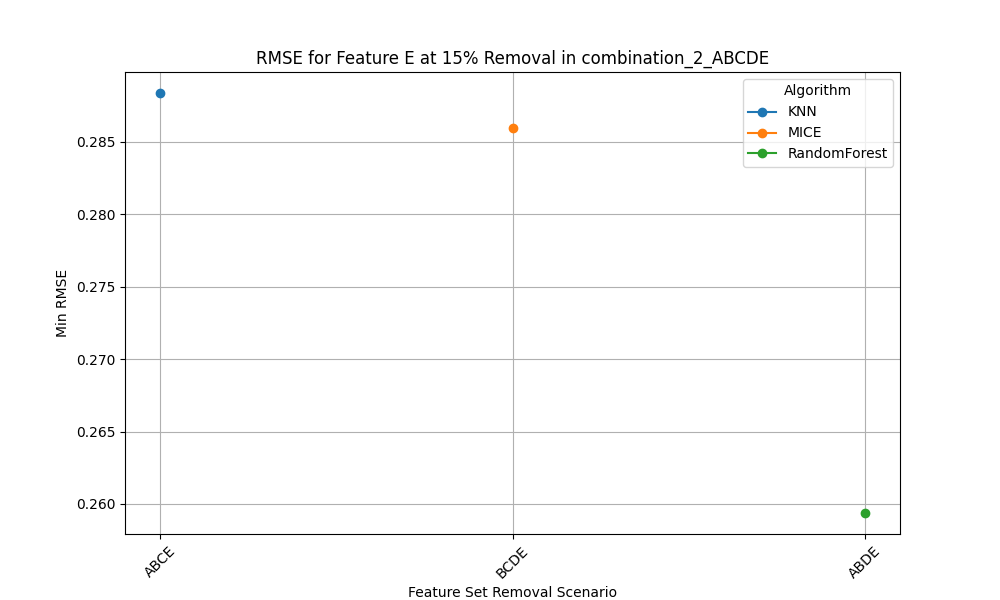 RMSE for Feature E at 15% Removal in combination_2_ABCDE
Algorithm
KNN
MICE
RandomForest
0.285
0.280
0.275
0.270
0.265
0.260
Min RMSE
ABCE
BCDE
ABDE
Feature Set Removal Scenario